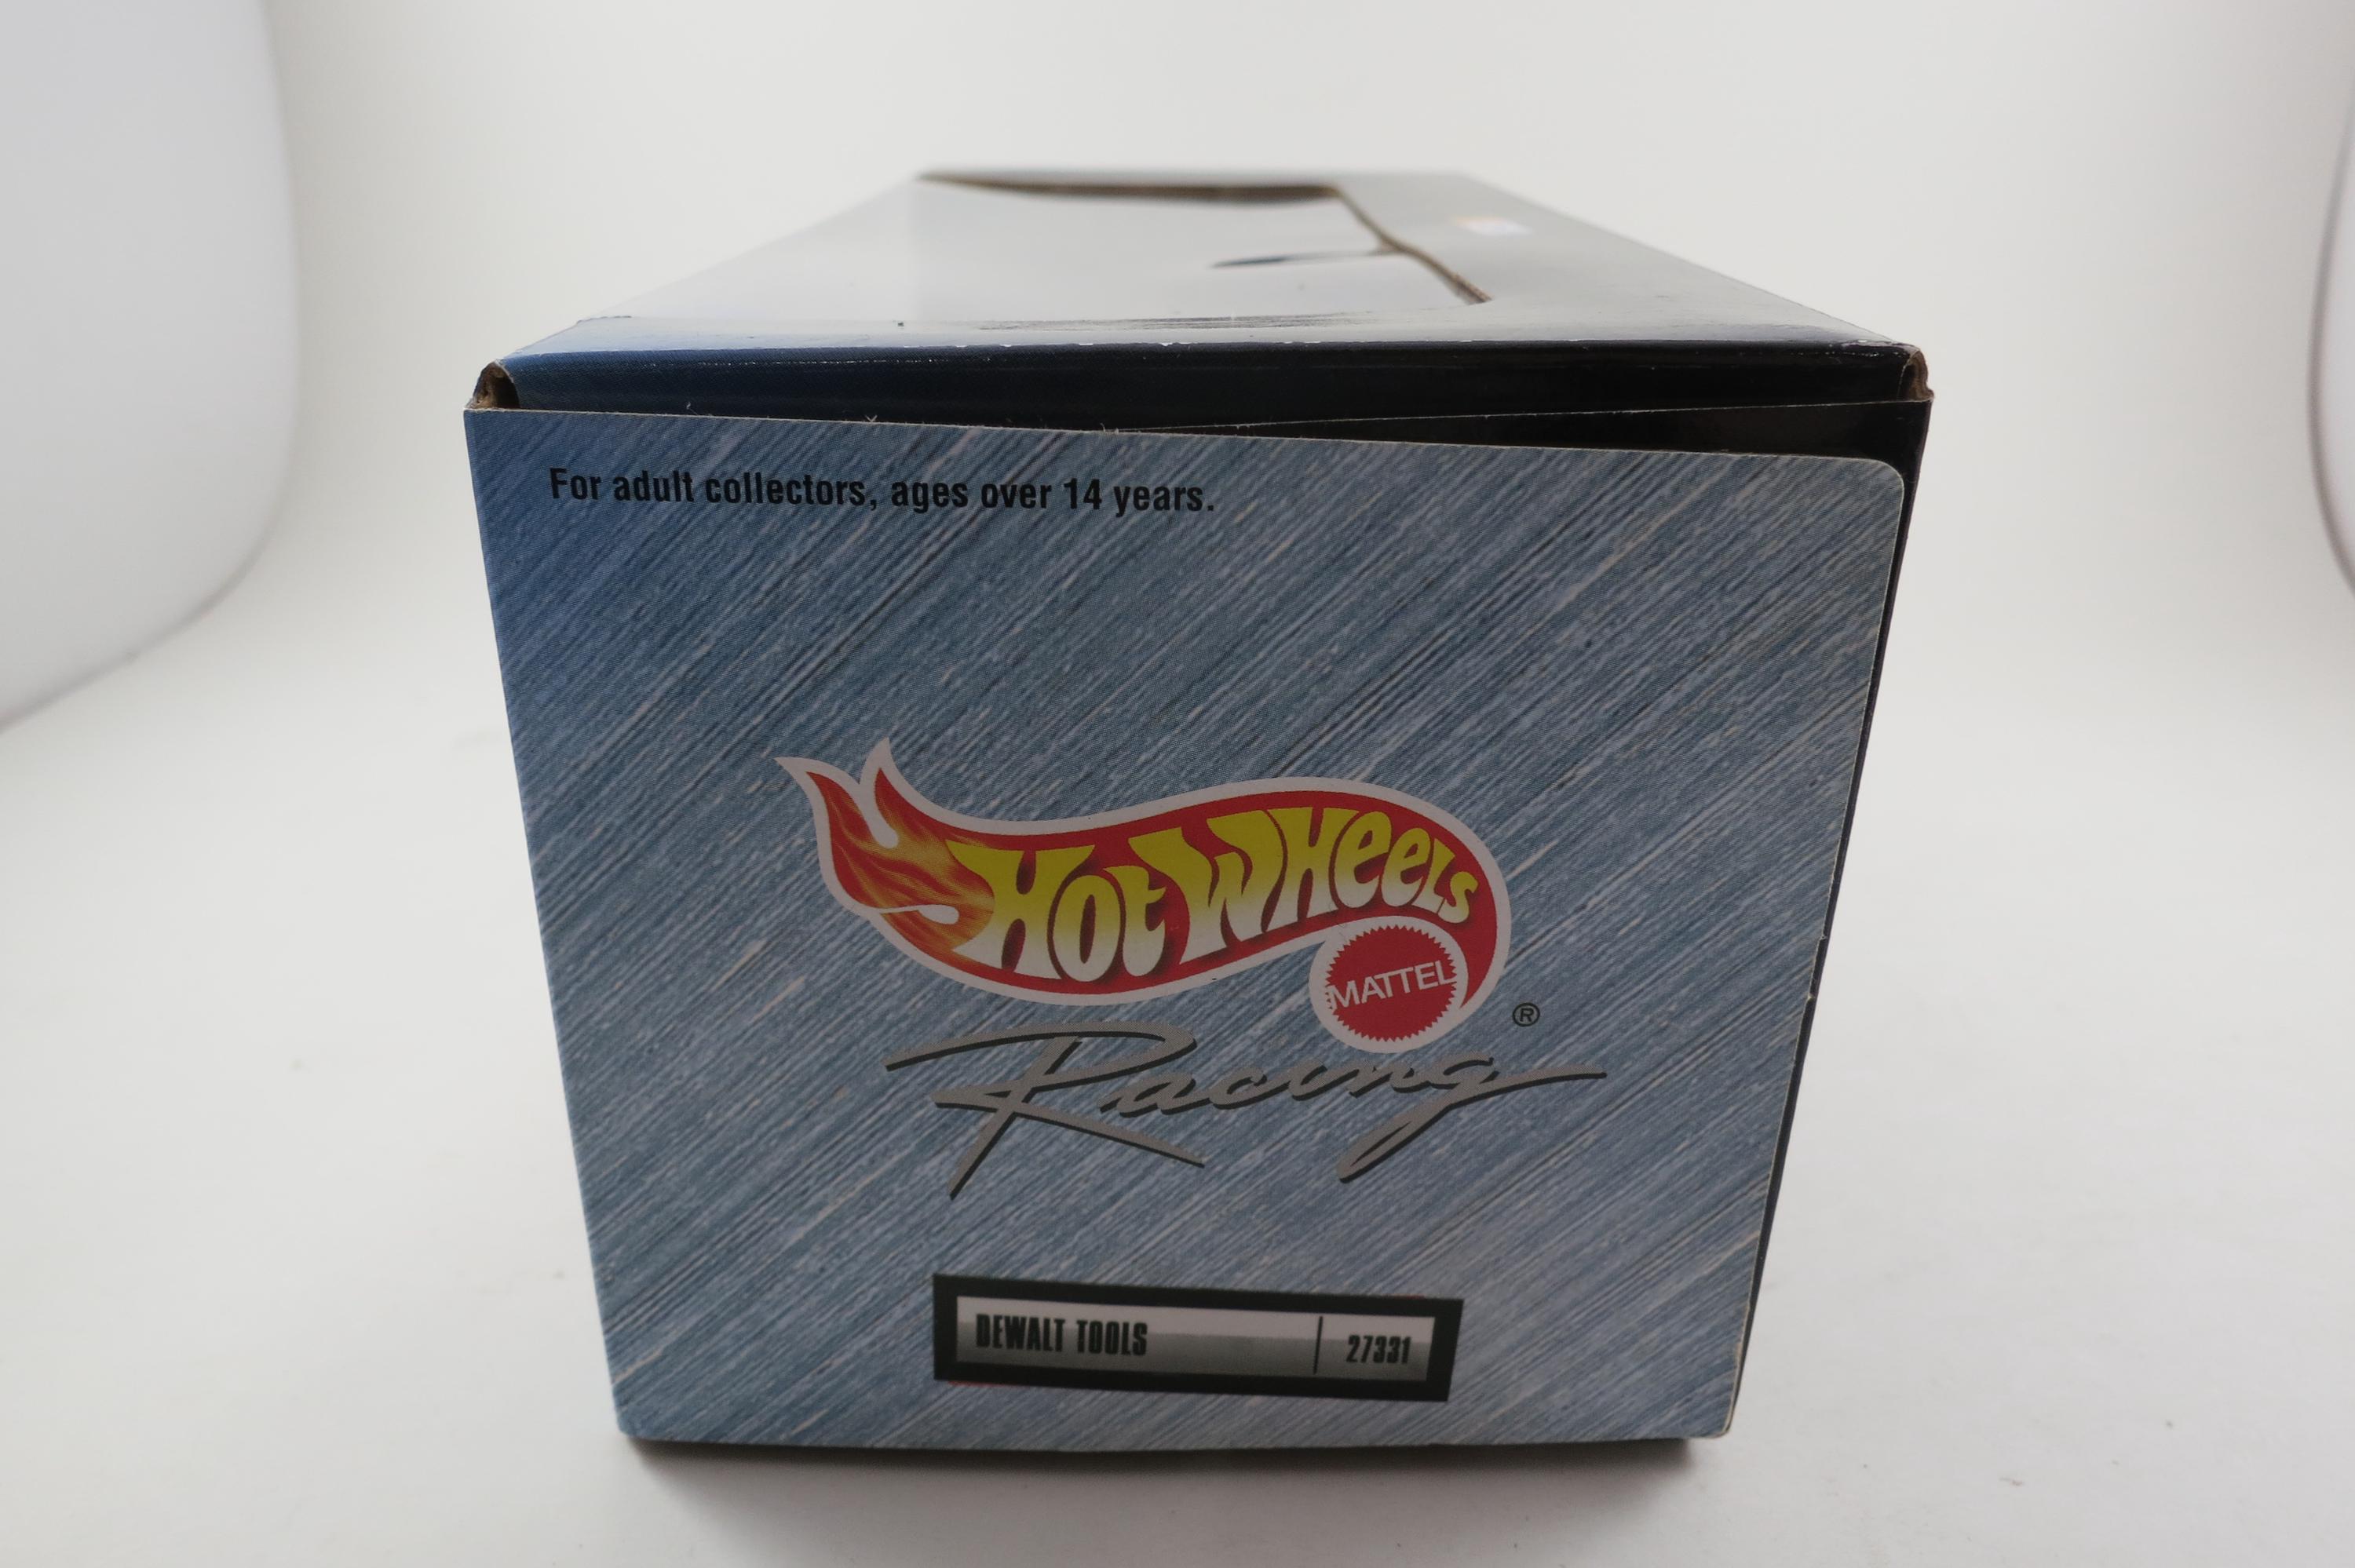 For adult collectors, ages over 14 years.
Hot Wheels
MATTEL
®
Racing
DEWALT TOOLS | 27331